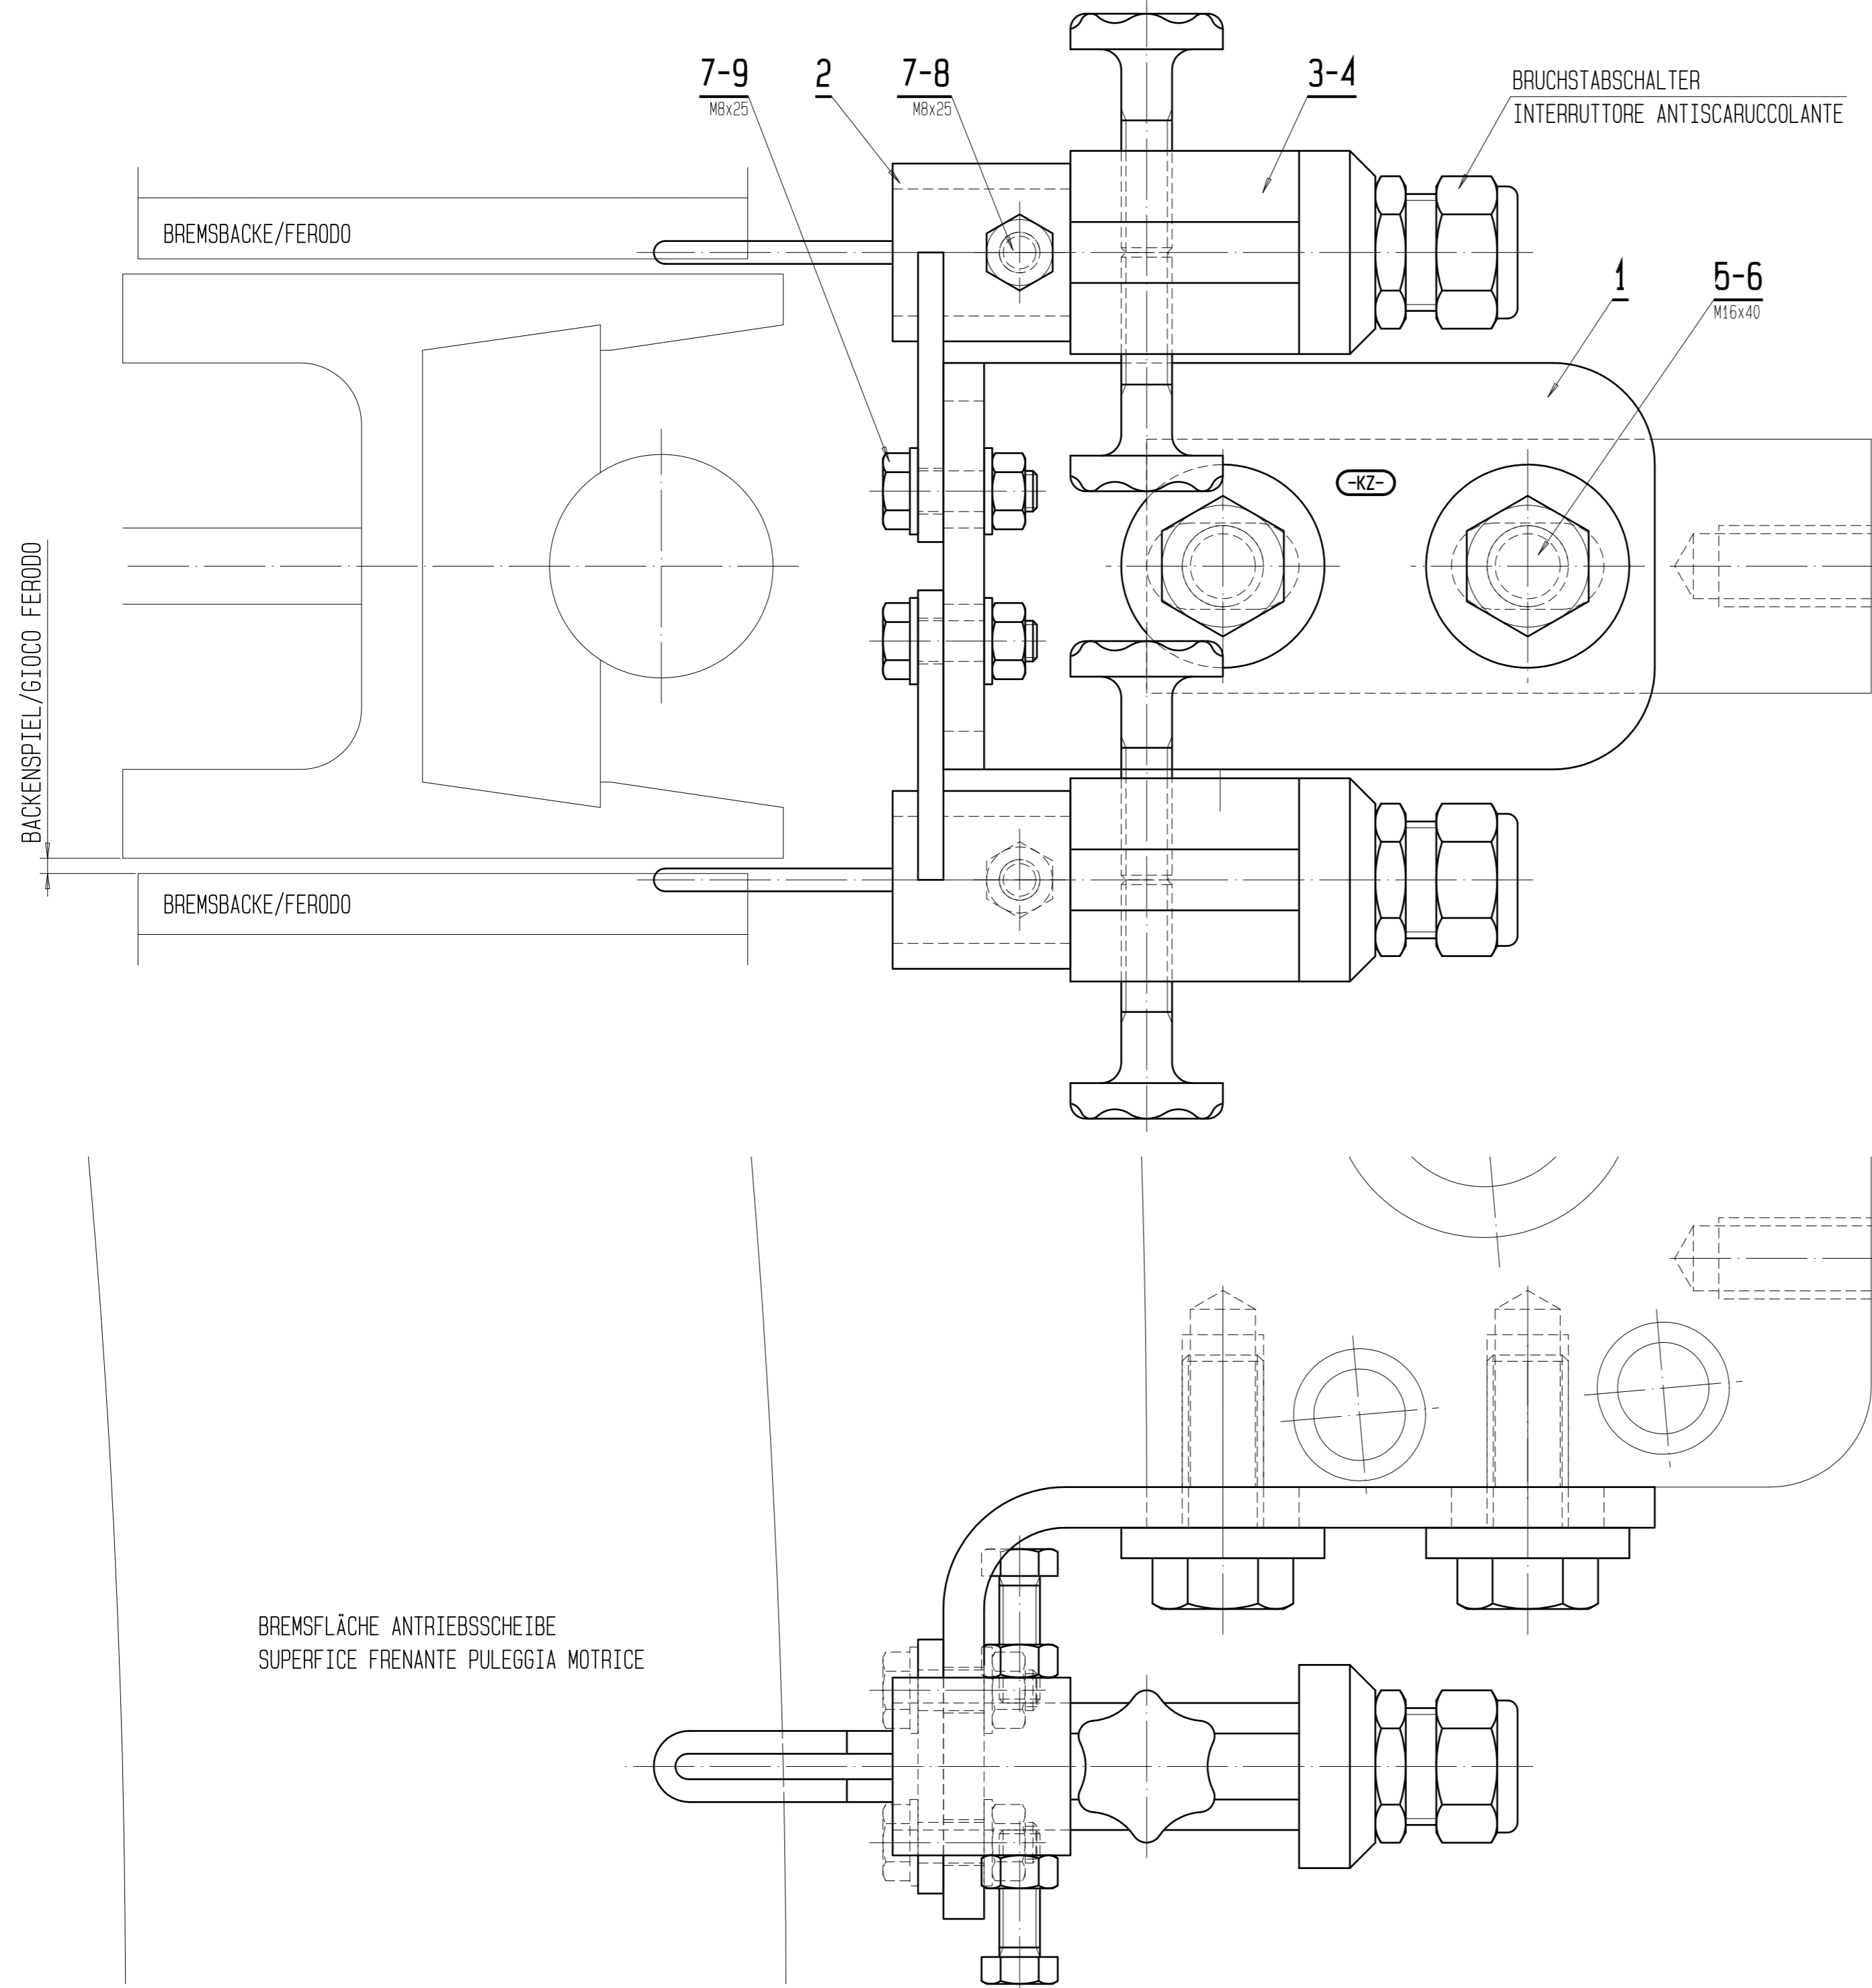 7-9
M8x25
2
7-8
M8x25
3-4
BRUCHSTABSCHALTER
INTERRUTTORE ANTISCARUCCOLANTE
BREMSBACKE/FERODO
1
5-6
M16x40
-KZ-
BACKENSPIEL/GIOCO FERODO
BREMSBACKE/FERODO
BREMSFLÄCHE ANTRIEBSSCHEIBE
SUPERFICE FRENANTE PULEGGIA MOTRICE